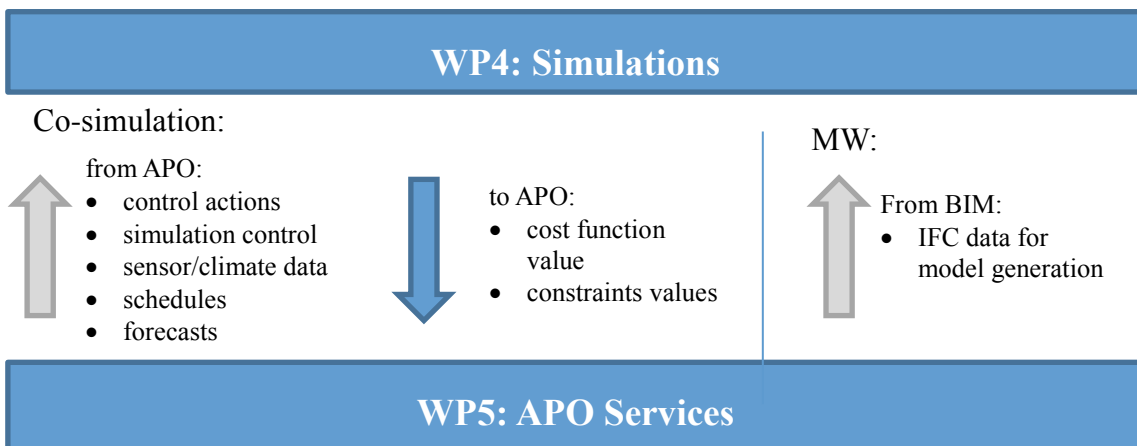 WP4: Simulations
Co-simulation:
from APO:
• control actions
• simulation control
• sensor/climate data
• schedules
• forecasts
to APO:
• cost function
value
• constraints values
MW:
From BIM:
• IFC data for
model generation
WP5: APO Services